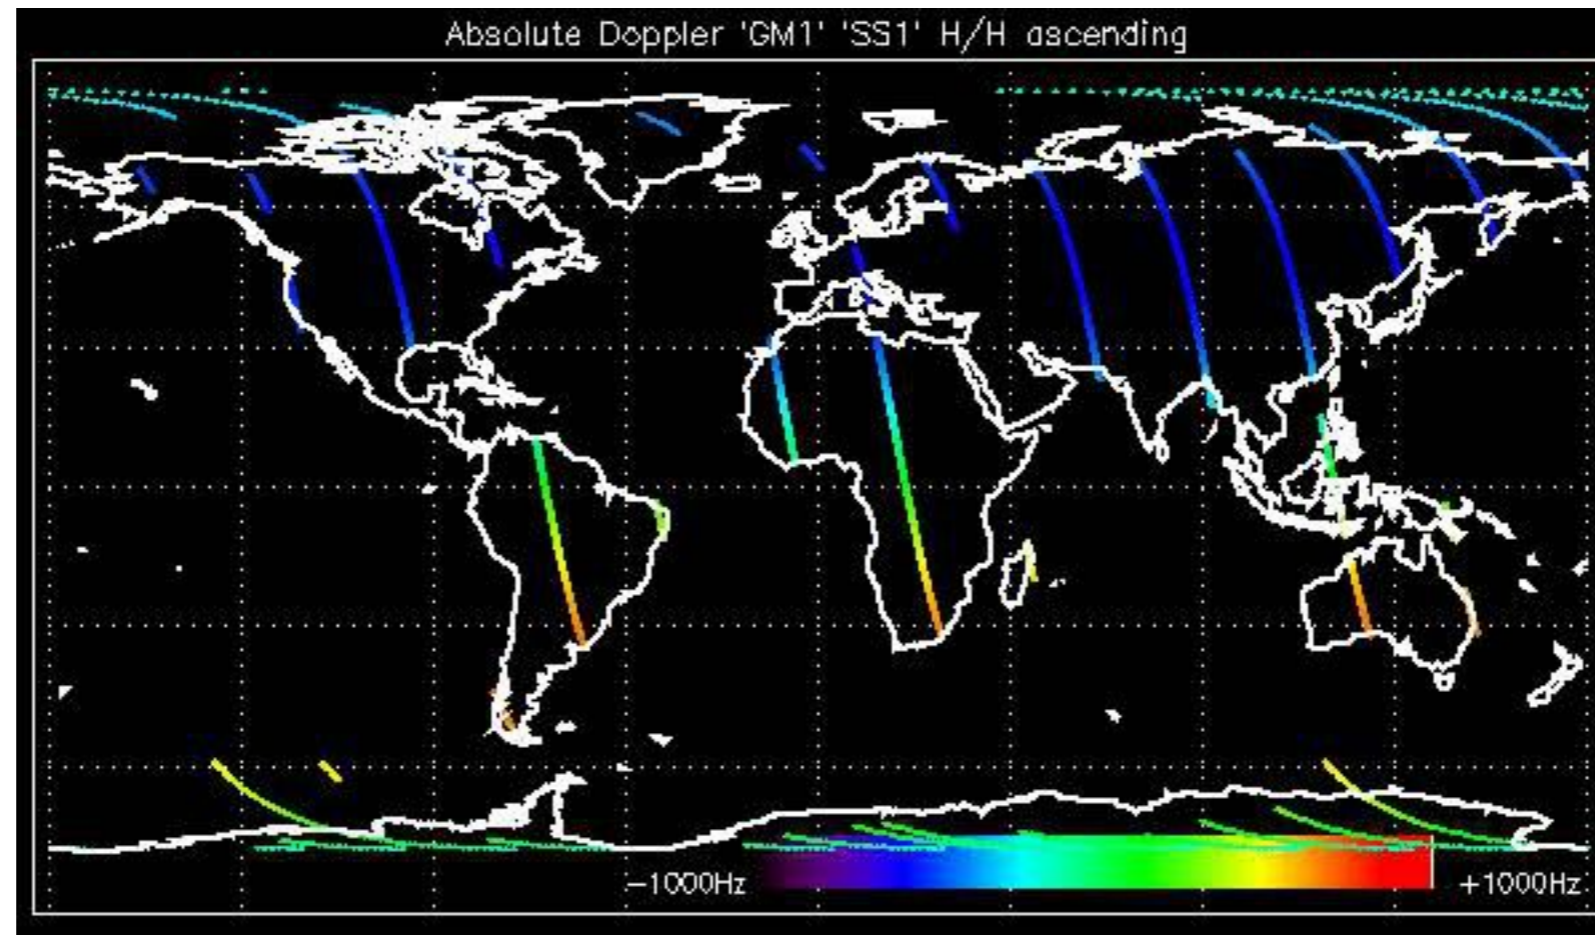 Absolute Doppler 'GM1' 'SS1' H/H ascending
−1000Hz +1000Hz